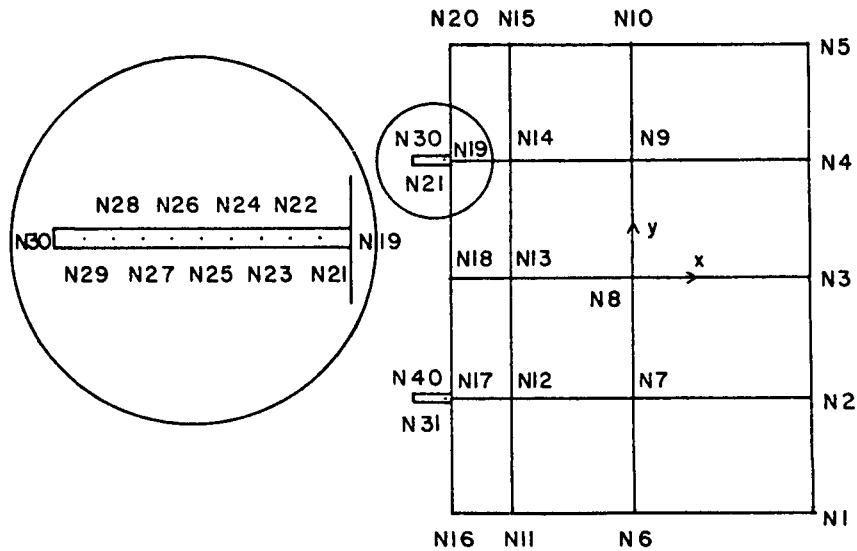 N20 N15 N10
N5
N30 N19 N14 N9 N4
N21
N28 N26 N24 N22
N30 N19
N29 N27 N25 N23 N21
y
x
N18 N13 N3
N8
N40 N17 N12 N7 N2
N31
N1
N16 N11 N6